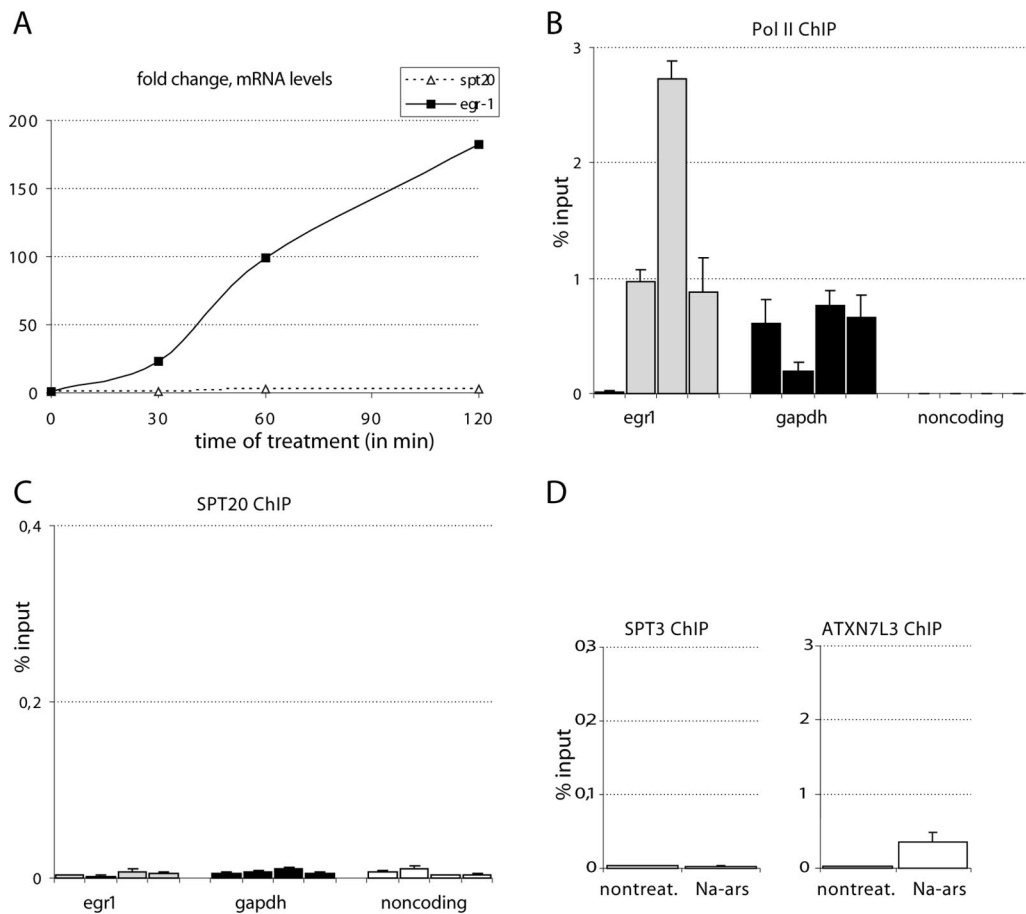 A
fold change, mRNA levels
spt20
egr-1
200
150
100
50
0
0 30 60 90 120
time of treatment (in min)
B
Pol II ChIP
% input
3
2
1
0
egr1 gapdh noncoding
C
SPT20 ChIP
% input
0,4
0,2
0
egr1 gapdh noncoding
D
SPT3 ChIP
% input
0,3
0,2
0,1
0
nontreat. Na-ars
ATXN7L3 ChIP
3
2
1
0
nontreat. Na-ars